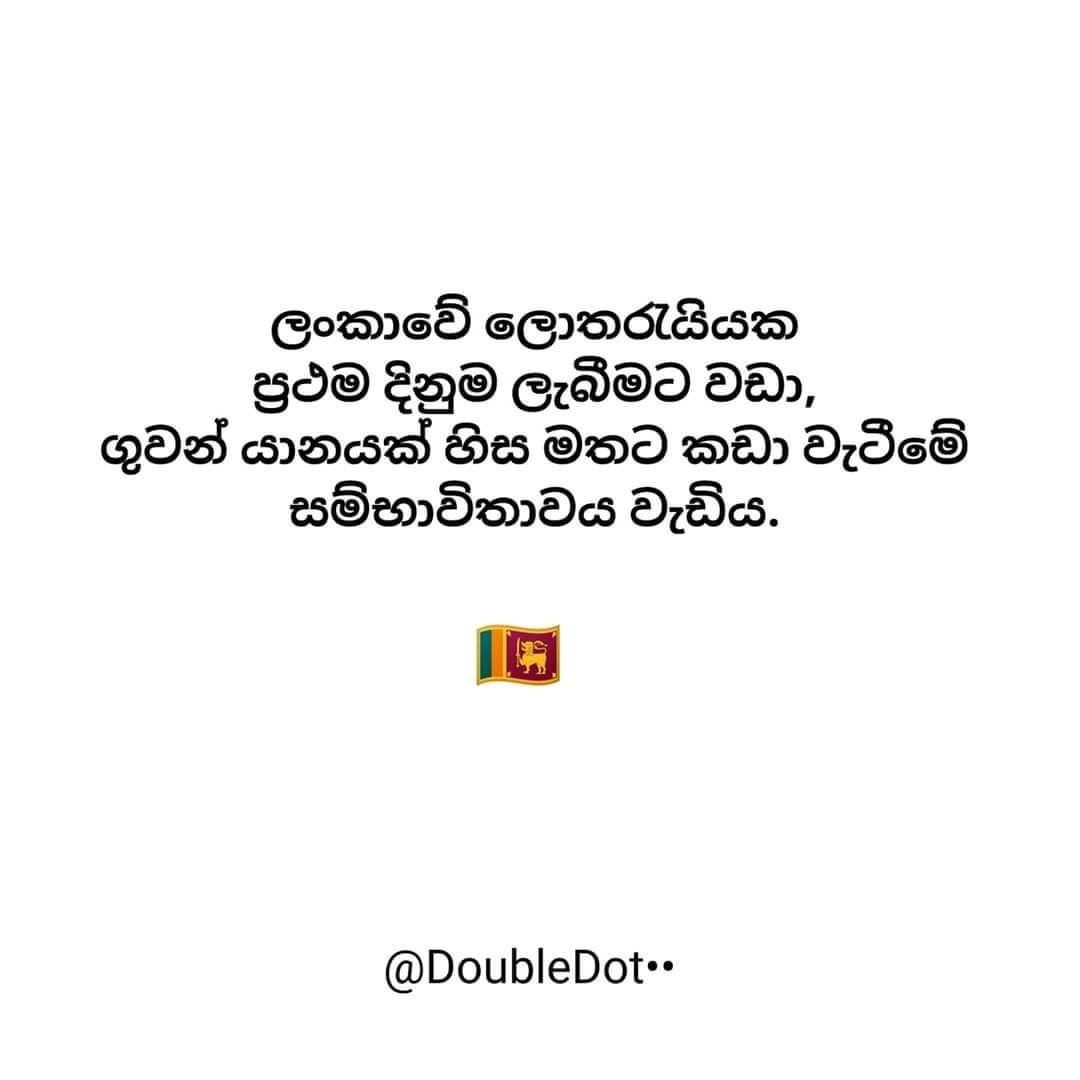 ලංකාවේ ලොතරැයියක
ප්‍රථම දිනුම ලැබීමට වඩා,
ගුවන් යානයක් හිස මතට කඩා වැටීමේ
සම්භාවිතාවය වැඩිය.
🇱🇰
@DoubleDot••